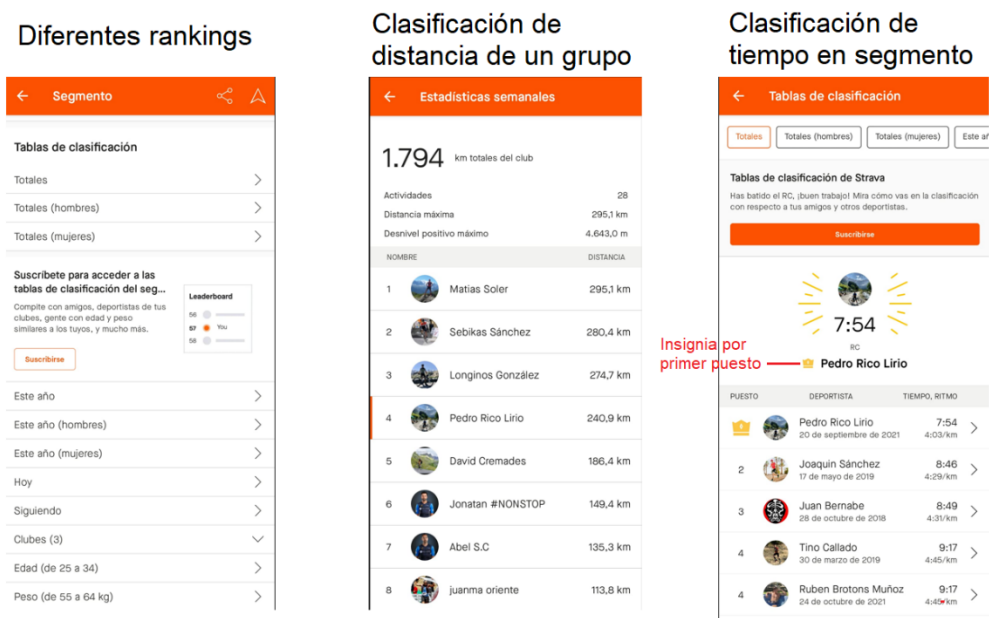 Diferentes rankings
Segmento
Tablas de clasificación
Totales
Totales (hombres)
Totales (mujeres)
Suscríbete para acceder a las
tablas de clasificación del seg...
Compite con amigos, deportistas de tus
clubes, gente con edad y peso
similares a los tuyos, y mucho más.
Suscribirse
Leaderboard
56
57 You
58
Este año
Este año (hombres)
Este año (mujeres)
Hoy
Siguiendo
Clubes (3)
Edad (de 25 a 34)
Peso (de 55 a 64 kg)
Clasificación de
distancia de un grupo
Estadísticas semanales
1.794 km totales del club
Actividades 28
Distancia máxima 295,1 km
Desnivel positivo máximo 4.643,0 m
NOMBRE DISTANCIA
1 Matias Soler 295,1 km
2 Sebikas Sánchez 280,4 km
3 Longinos González 274,7 km
4 Pedro Rico Lirio 240,9 km
5 David Cremades 186,4 km
6 Jonatan #NONSTOP 149,4 km
7 Abel S.C 135,3 km
8 juanma oriente 113,8 km
Clasificación de
tiempo en segmento
Tablas de clasificación
Totales Totales (hombres) Totales (mujeres) Este añ
Tablas de clasificación de Strava
Has batido el RC, ¡buen trabajo! Mira cómo vas en la clasificación
con respecto a tus amigos y otros deportistas.
Suscribirse
7:54
RC
Pedro Rico Lirio
Insignia por
primer puesto
PUESTO DEPORTISTA TIEMPO, RITMO
Pedro Rico Lirio 7:54
20 de septiembre de 2021 4:03/km
2 Joaquin Sánchez 8:46
17 de mayo de 2019 4:29/km
3 Juan Bernabe 8:49
28 de octubre de 2018 4:31/km
4 Tino Callado 9:17
30 de marzo de 2019 4:45/km
4 Ruben Brotons Muñoz 9:17
24 de octubre de 2021 4:45/km